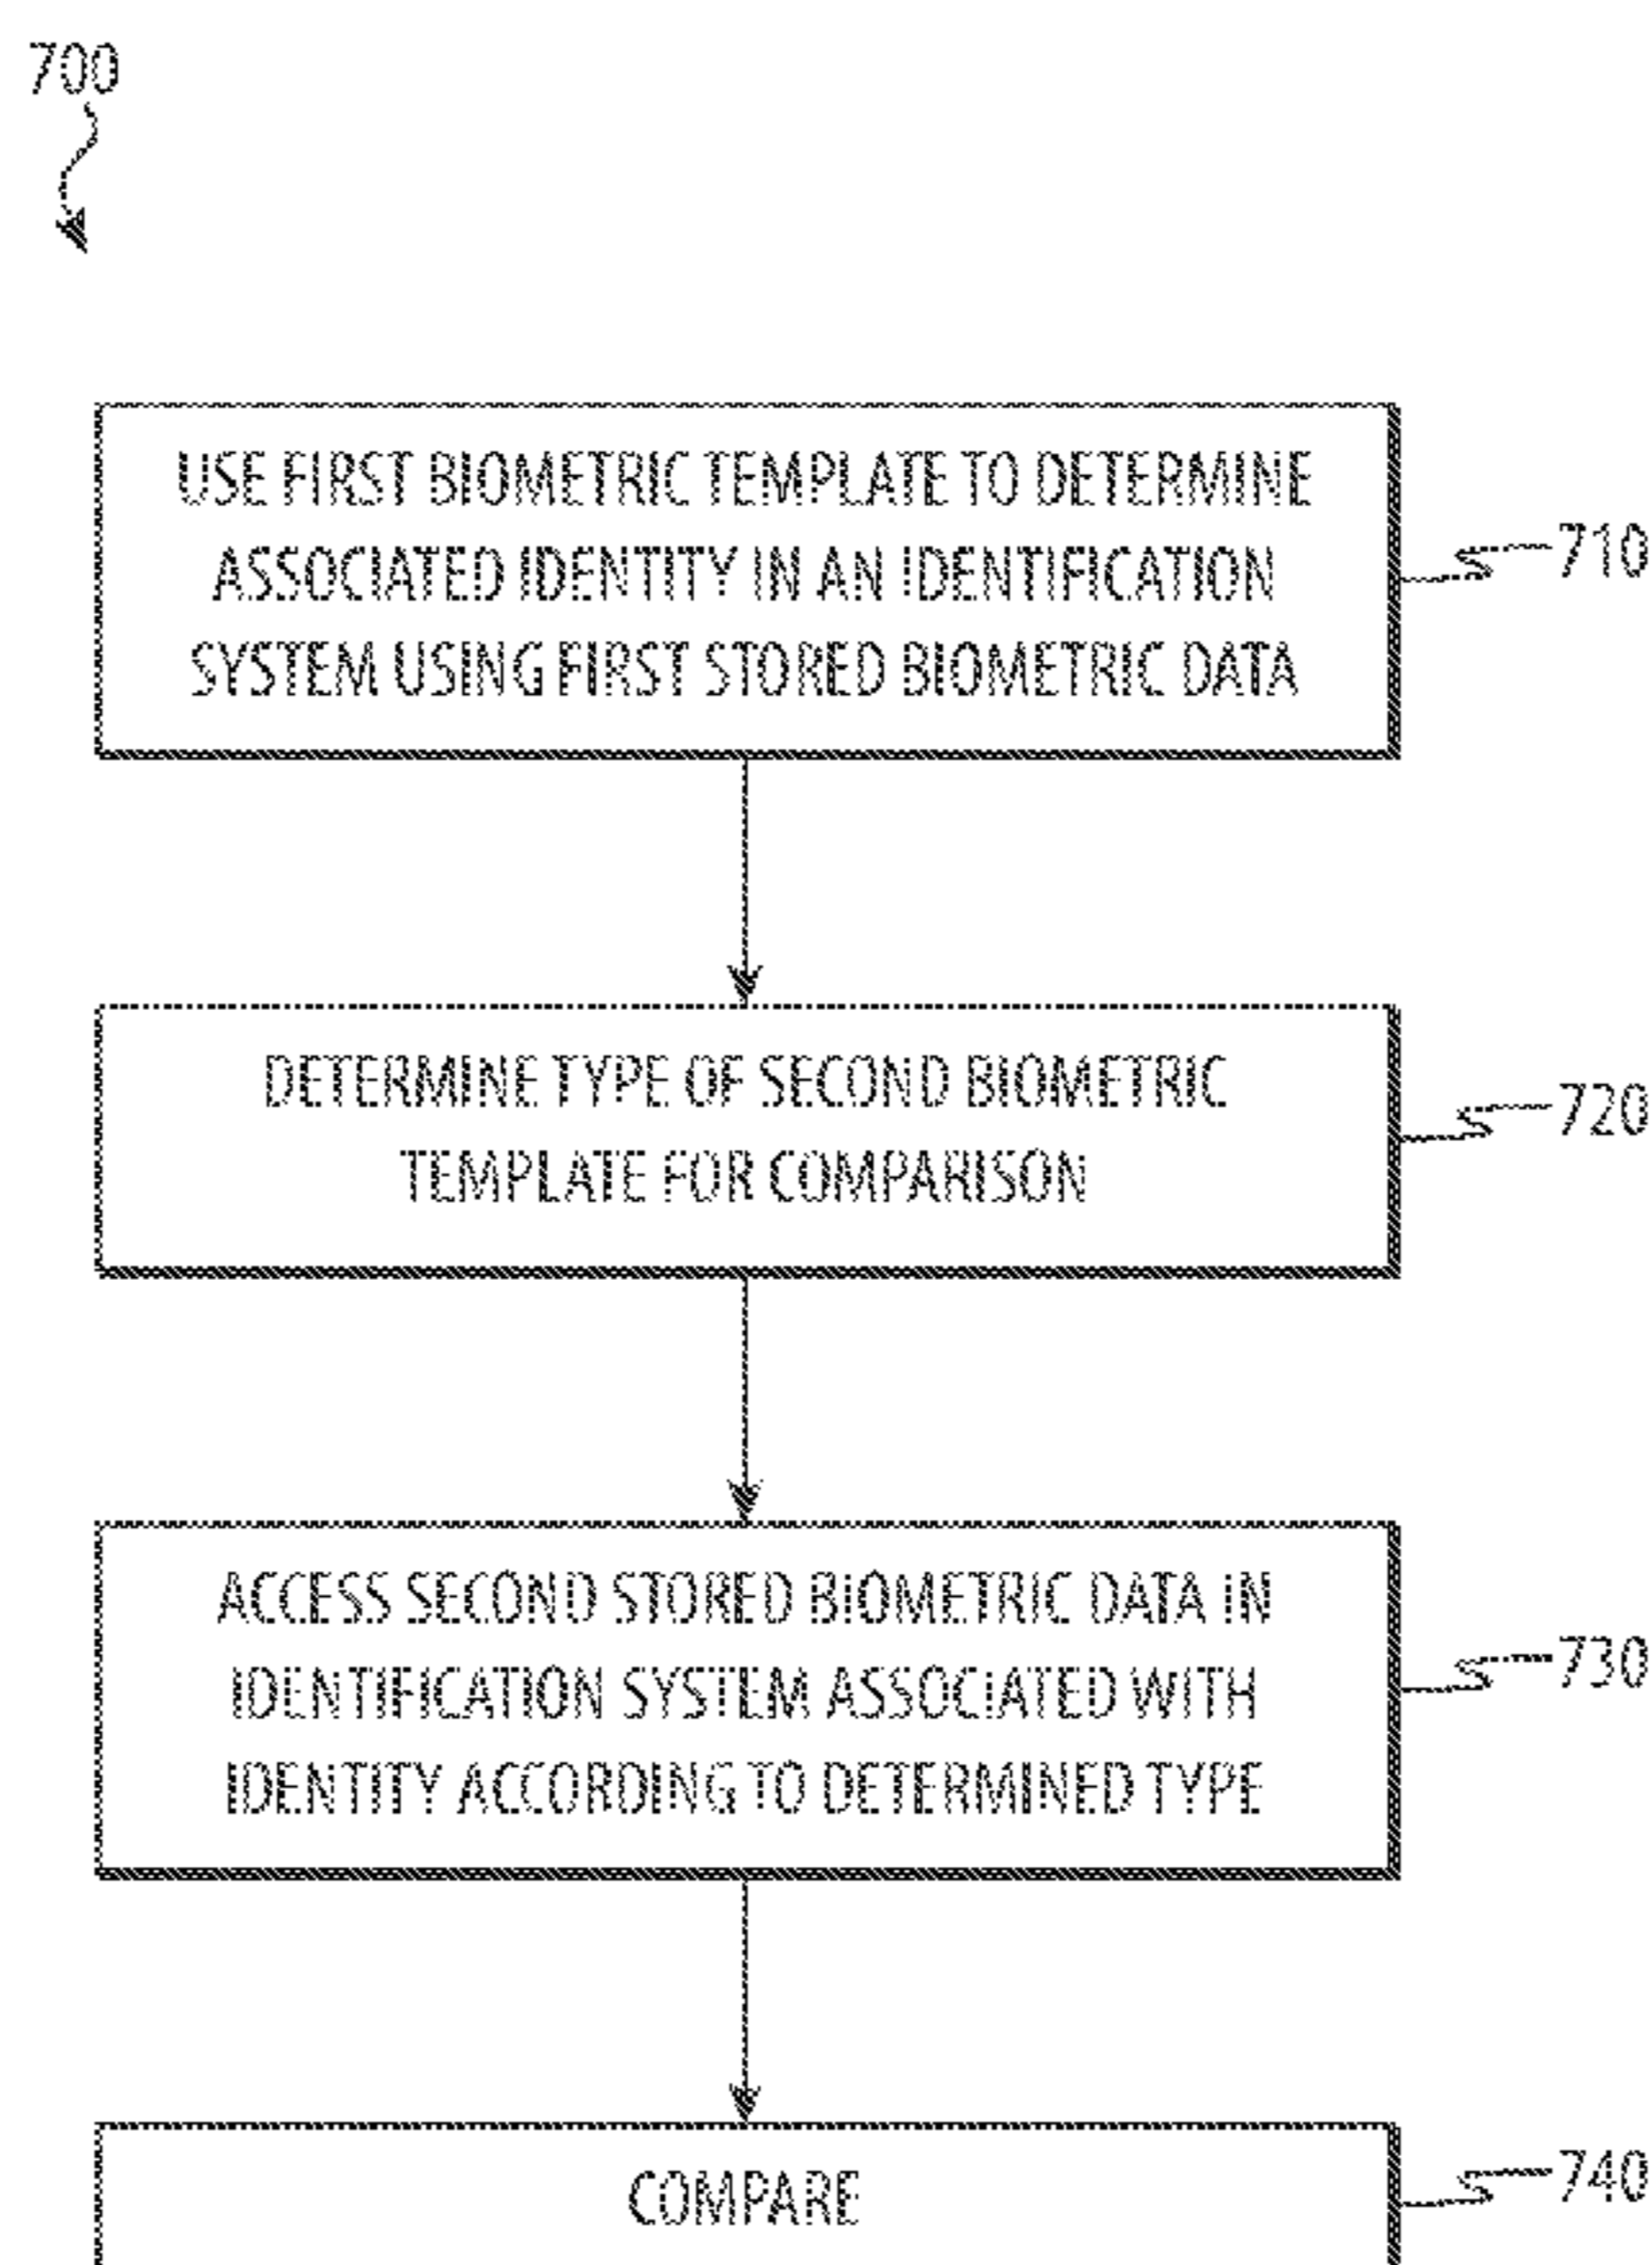 700
USE FIRST BIOMETRIC TEMPLATE TO DETERMINE
ASSOCIATED IDENTITY IN AN IDENTIFICATION
SYSTEM USING FIRST STORED BIOMETRIC DATA
710
DETERMINE TYPE OF SECOND BIOMETRIC
TEMPLATE FOR COMPARISON
720
ACCESS SECOND STORED BIOMETRIC DATA IN
IDENTIFICATION SYSTEM ASSOCIATED WITH
IDENTITY ACCORDING TO DETERMINED TYPE
730
COMPARE
740